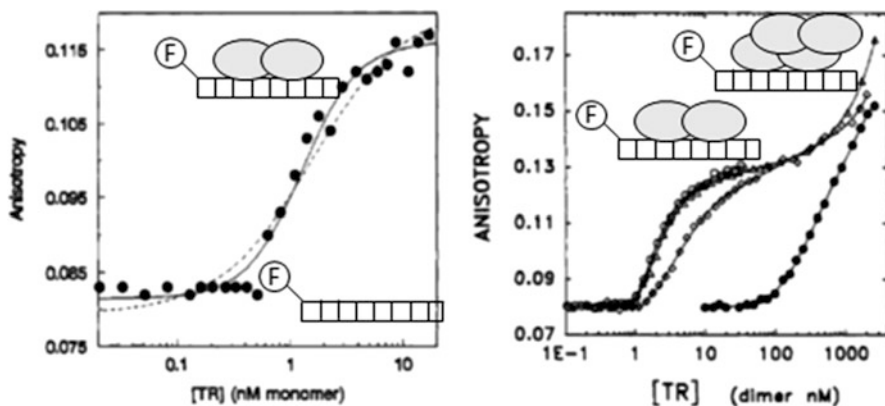 0.115
0.105
0.095
0.083
0.075
Anisotropy
F
F
0.1
1
10
[TR] (nM monomer)
0.17
0.15
0.13
0.11
0.09
0.07
ANISOTROPY
F
F
1E-1
1
10
100
1000
[TR] (dimer nM)